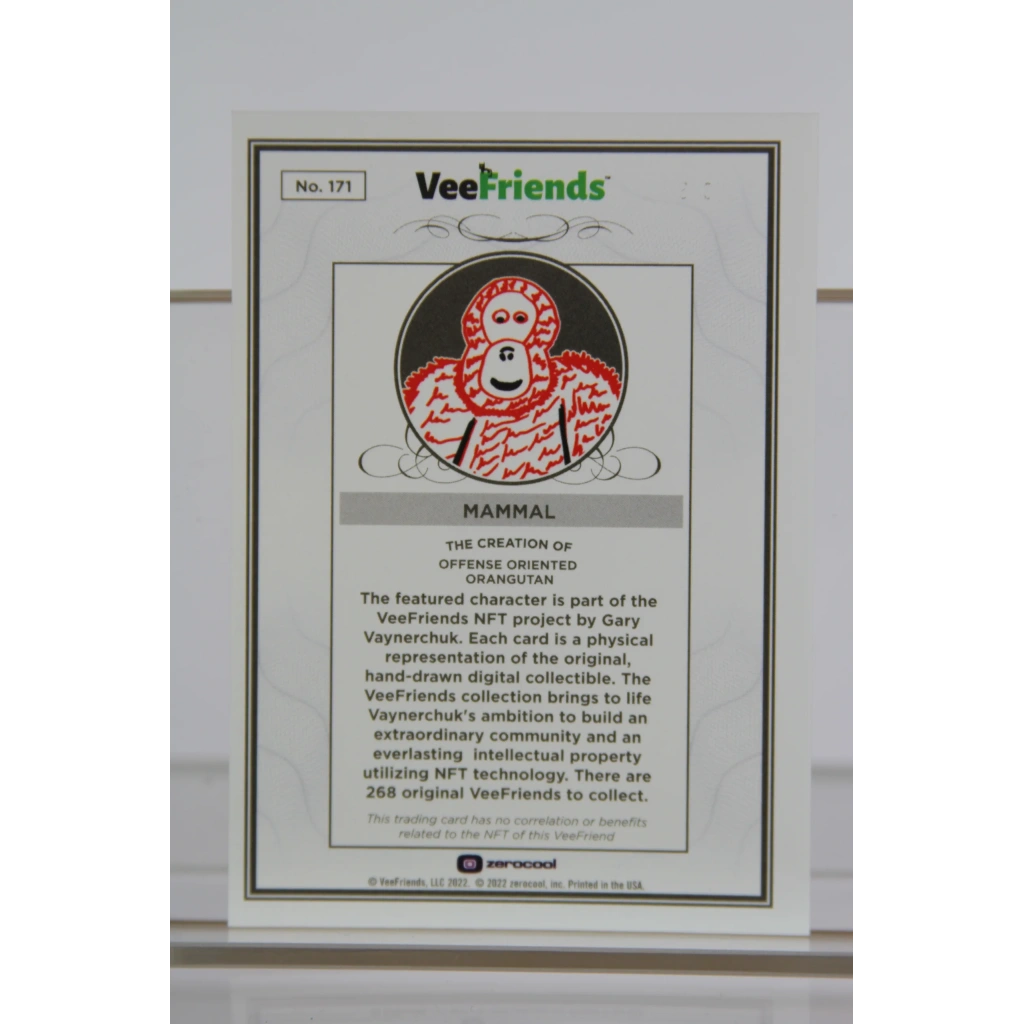 No. 171
VeeFriends™
MAMMAL
THE CREATION OF
OFFENSE ORIENTED
ORANGUTAN
The featured character is part of the
VeeFriends NFT project by Gary
Vaynerchuk. Each card is a physical
representation of the original,
hand-drawn digital collectible. The
VeeFriends collection brings to life
Vaynerchuk's ambition to build an
extraordinary community and an
everlasting intellectual property
utilizing NFT technology. There are
268 original VeeFriends to collect.
This trading card has no correlation or benefits
related to the NFT of this VeeFriend
zerocool
© VeeFriends, LLC 2022. © 2022 zerocool, inc. Printed in the USA.